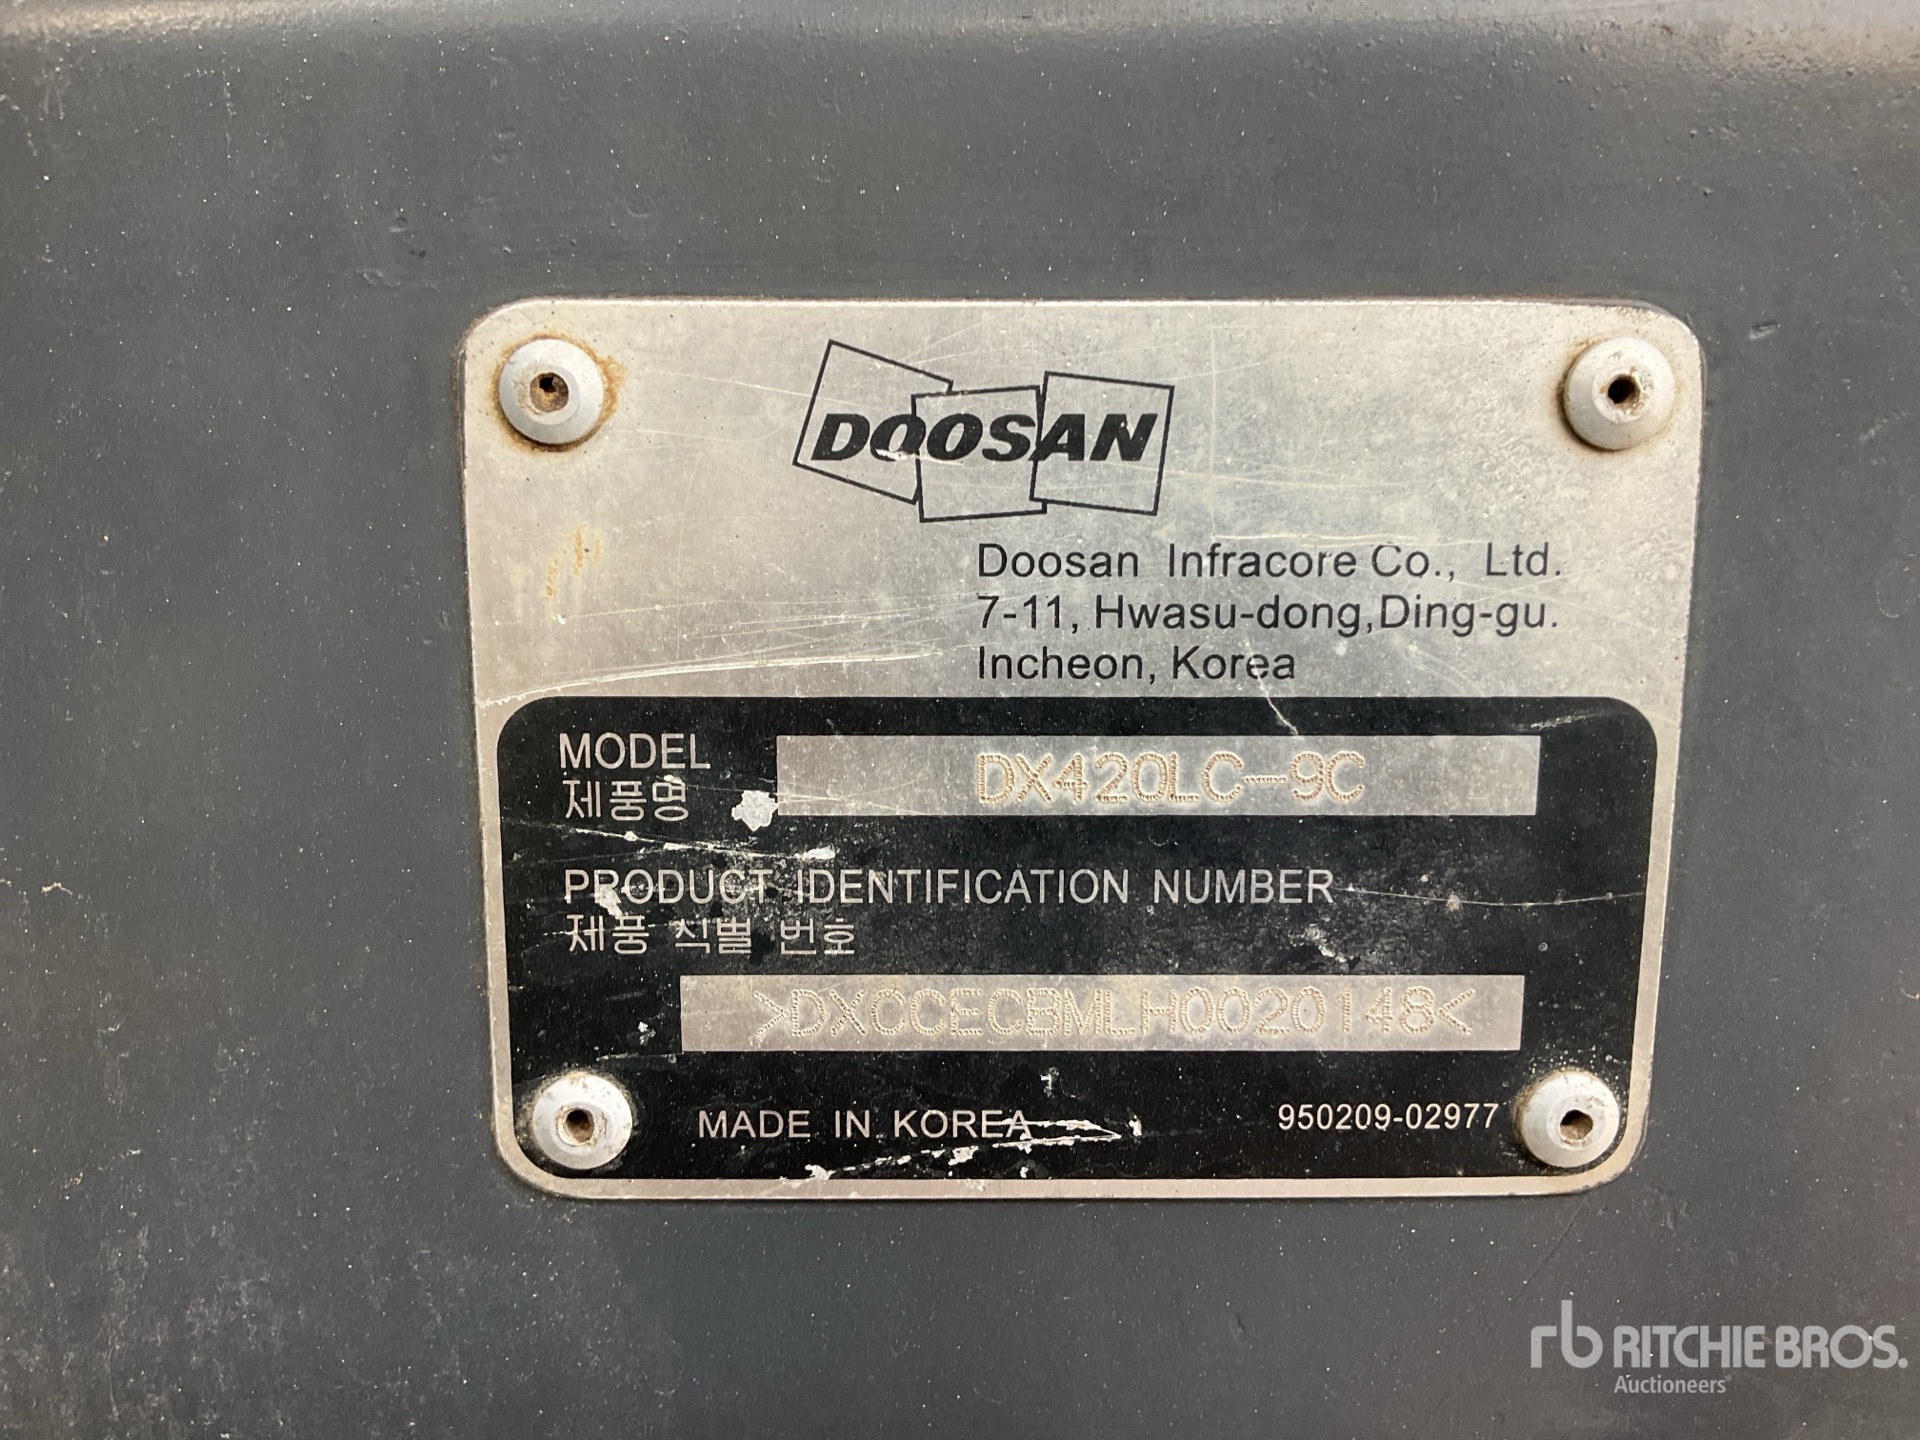 DOOSAN
Doosan Infracore Co., Ltd.
7-11, Hwasu-dong,Ding-gu.
Incheon, Korea
MODEL DX420LC-9C
제품명
PRODUCT IDENTIFICATION NUMBER
제품 식별 번호
>DXCCECBMLH0020148<
MADE IN KOREA 950209-02977
rb RITCHIE BROS.
Auctioneers